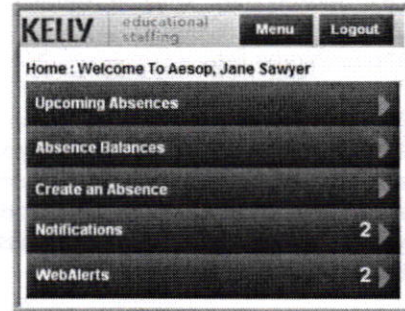 KELLY educational Menu Logout
staffing
Home : Welcome To Aesop, Jane Sawyer
Upcoming Absences
Absence Balances
Create an Absence
Notifications 2
WebAlerts 2